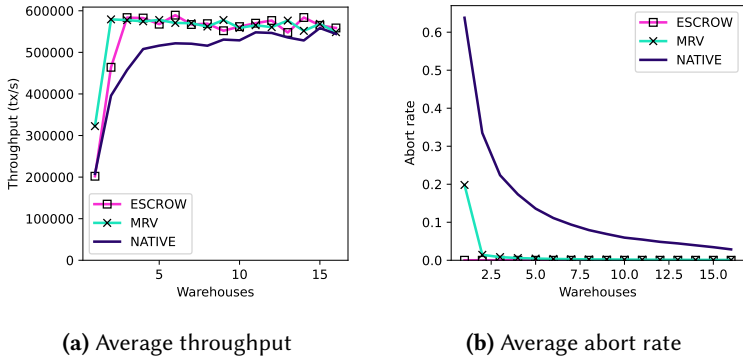 600000
500000
400000
300000
200000
100000
0
Throughput (tx/s)
ESCROW
MRV
NATIVE
5
10
15
Warehouses
(a) Average throughput
0.6
0.5
0.4
0.3
0.2
0.1
0.0
Abort rate
ESCROW
MRV
NATIVE
2.5
5.0
7.5
10.0
12.5
15.0
Warehouses
(b) Average abort rate